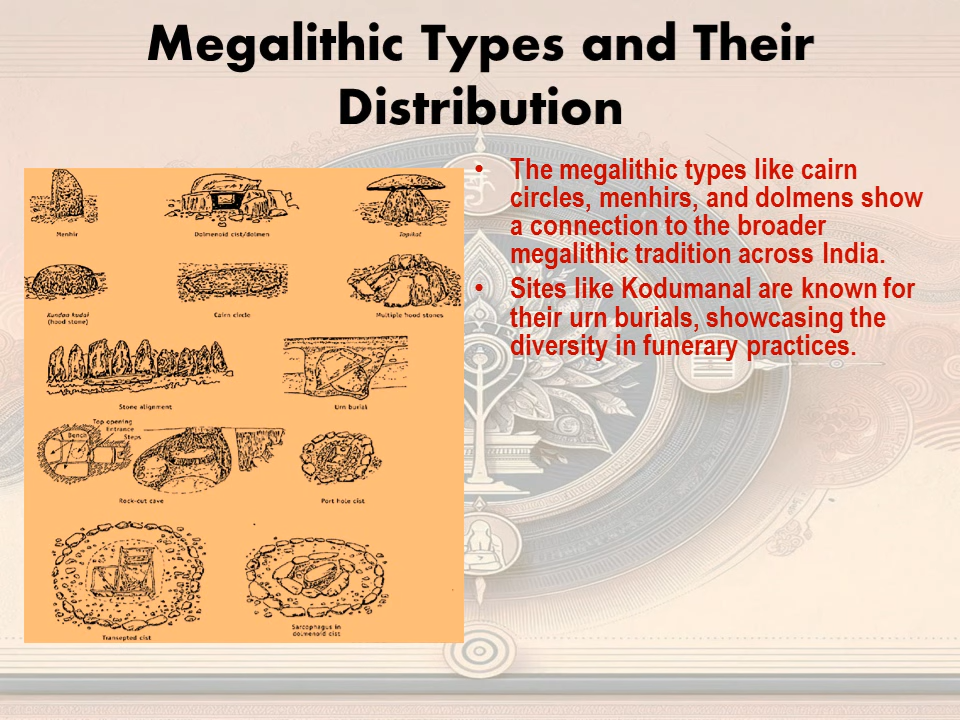 Megalithic Types and Their
Distribution
• The megalithic types like cairn
circles, menhirs, and dolmens show
a connection to the broader
megalithic tradition across India.
• Sites like Kodumanal are known for
their urn burials, showcasing the
diversity in funerary practices.
Menhir
Dolmenoid cist/dolmen
Topikal
Kundaa kudai
(hood stone)
Cairn circle
Multiple hood stones
Stone alignment
Urn burial
Top opening
Entrance
Steps
Bench
Rock-cut cave
Port hole cist
Transepted cist
Sarcophagus in
dolmenoid cist